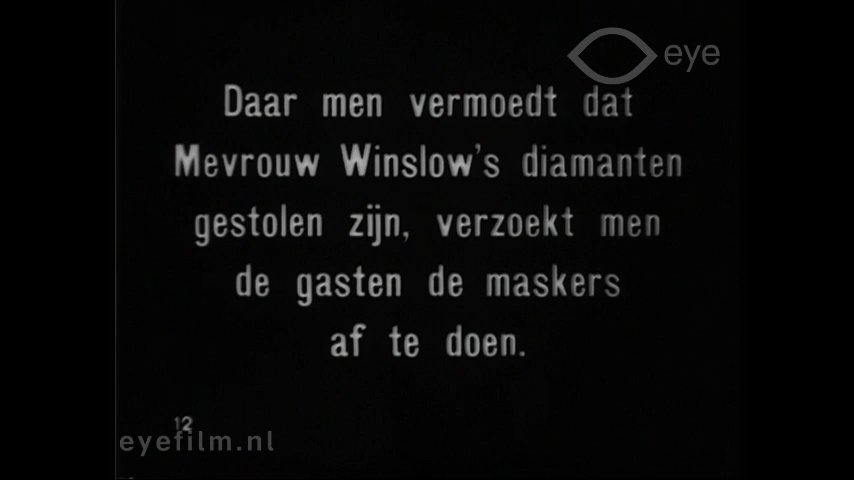 eye
Daar men vermoedt dat
Mevrouw Winslow's diamanten
gestolen zijn, verzoekt men
de gasten de maskers
af te doen.
12
eyefilm.nl